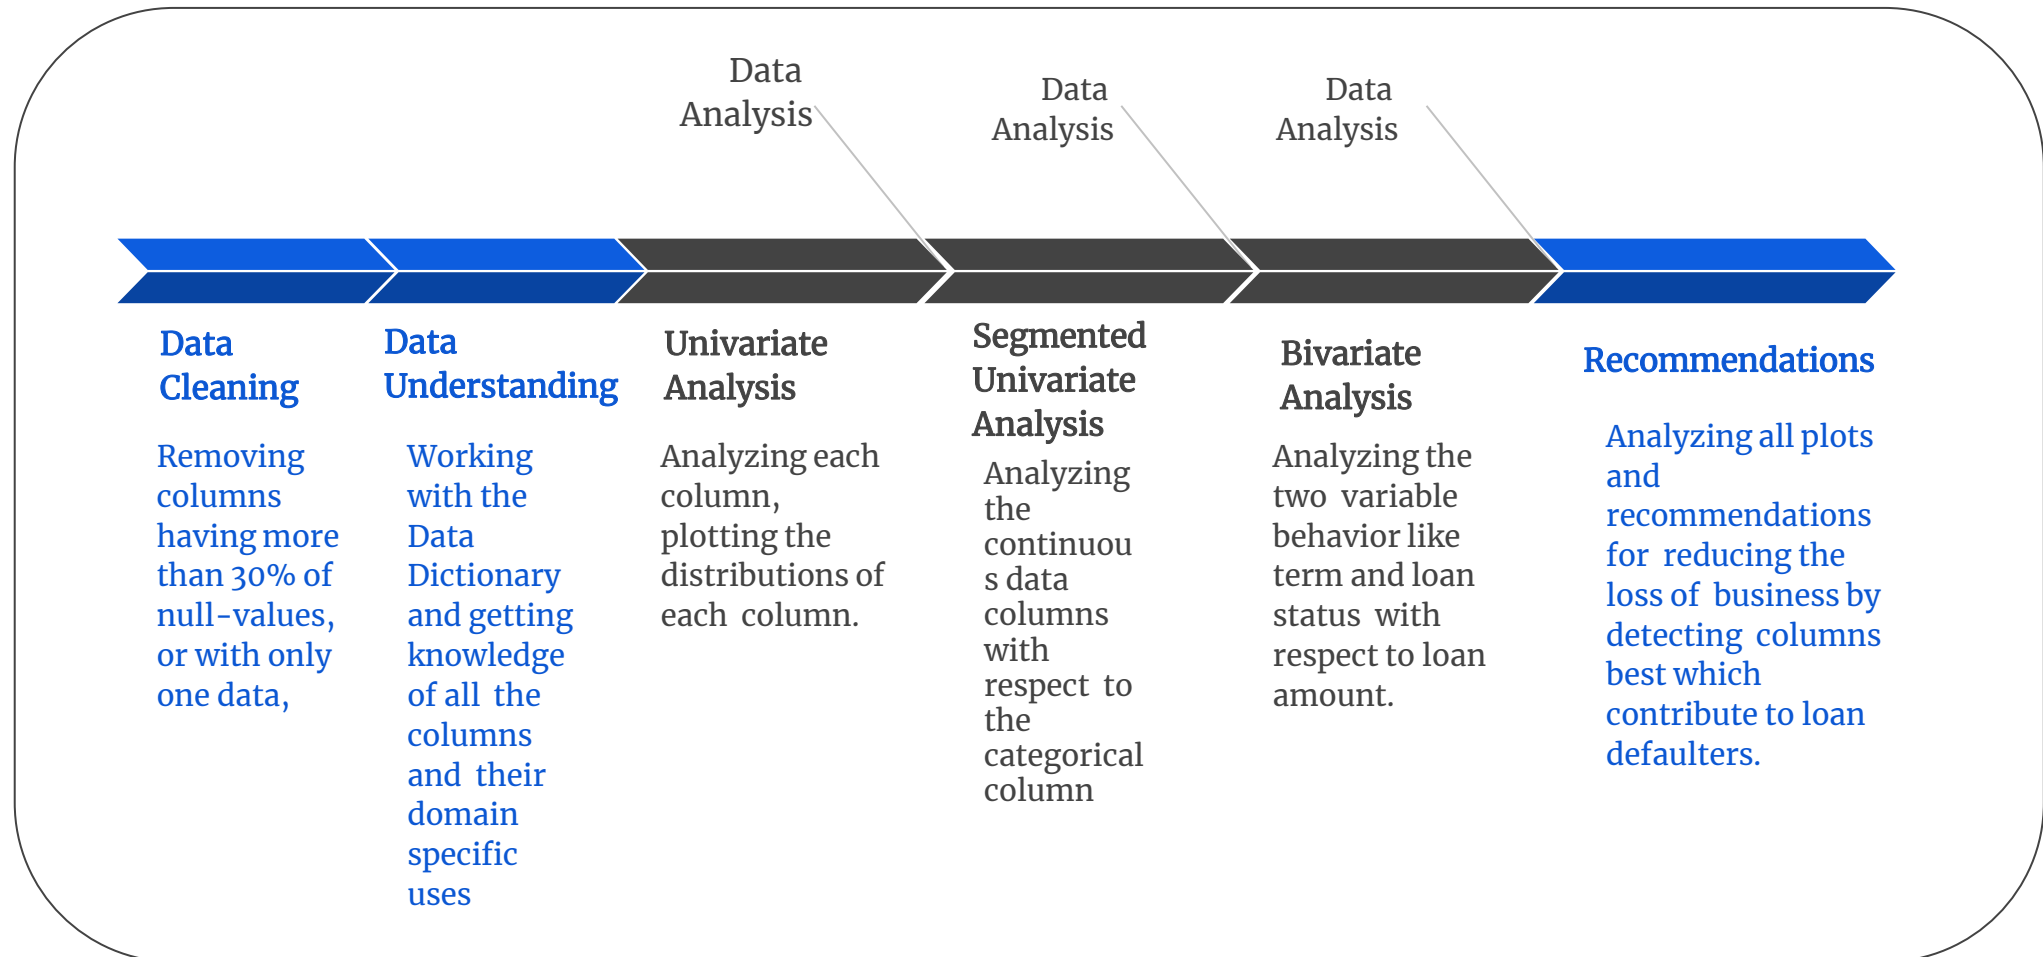 Data
Analysis
Data
Analysis
Data
Analysis
Data
Cleaning
Removing
columns
having more
than 30% of
null-values,
or with only
one data,
Data
Understanding
Working
with the
Data
Dictionary
and getting
knowledge
of all the
columns
and their
domain
specific
uses
Univariate
Analysis
Analyzing each
column,
plotting the
distributions of
each column.
Segmented
Univariate
Analysis
Analyzing
the
continuou
s data
columns
with
respect to
the
categorical
column
Bivariate
Analysis
Analyzing the
two variable
behavior like
term and loan
status with
respect to loan
amount.
Recommendations
Analyzing all plots
and
recommendations
for reducing the
loss of business by
detecting columns
best which
contribute to loan
defaulters.